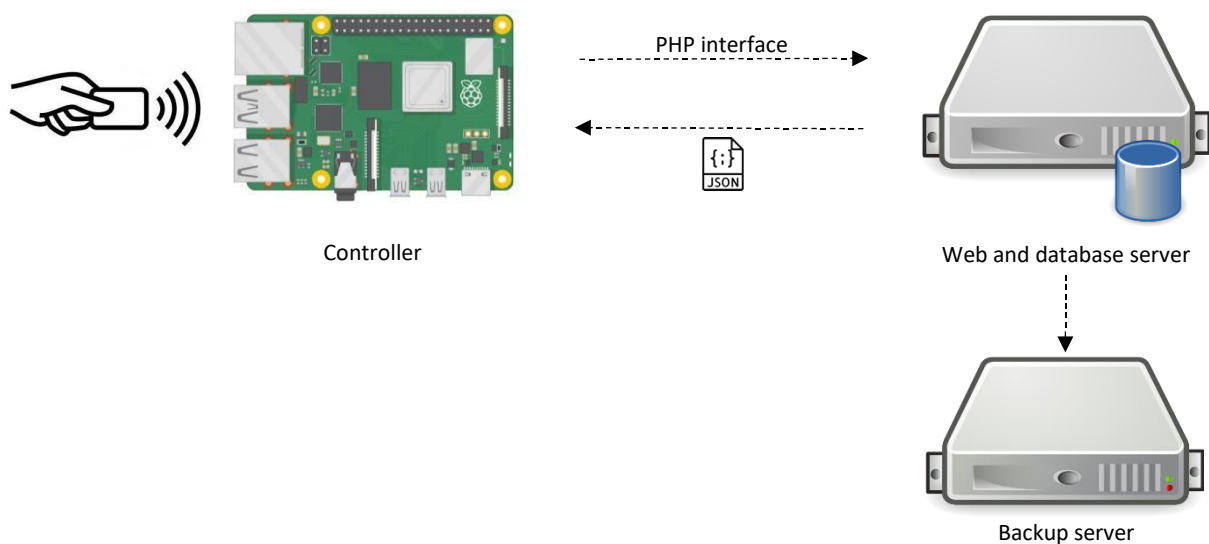 PHP interface
{;}
JSON
Controller
Web and database server
Backup server